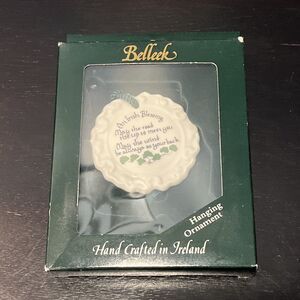 Belleek
An Irish Blessing
May the road
rise up to meet you
May the wind
be always at your back
Hanging
Ornament
Hand Crafted in Ireland